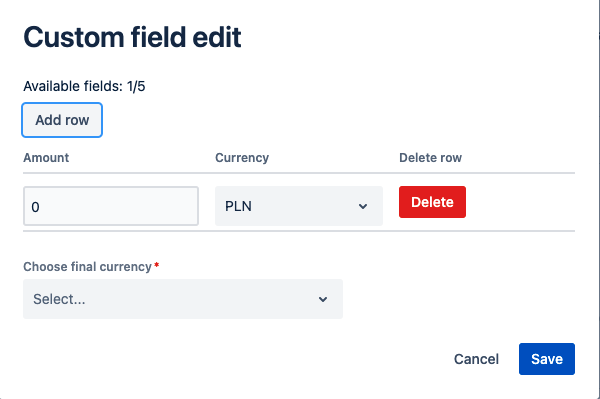 Custom field edit
Available fields: 1/5
Add row
Amount Currency Delete row
0 PLN Delete
Choose final currency*
Select...
Cancel Save